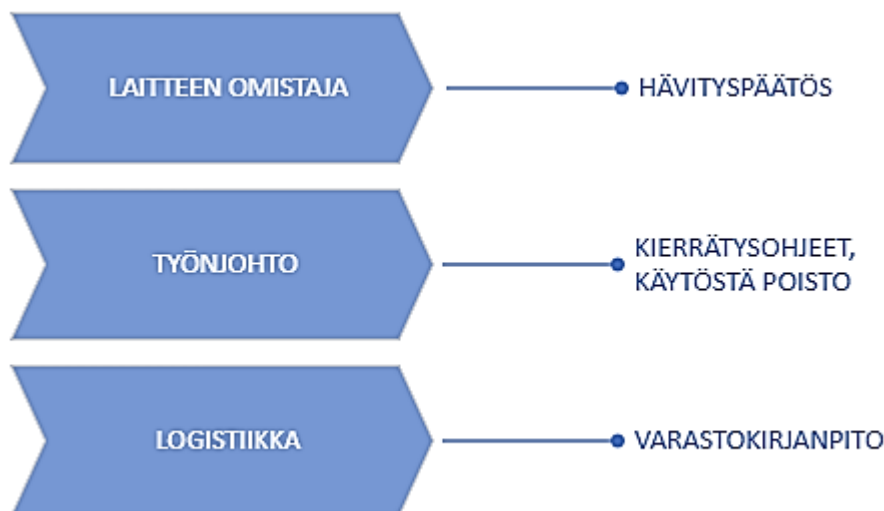 LAITTEEN OMISTAJA
HÄVITYSPÄÄTÖS
TYÖNJOHTO
KIERRÄTYSOHJEET,
KÄYTÖSTÄ POISTO
LOGISTIIKKA
VARASTOKIRJANPITO